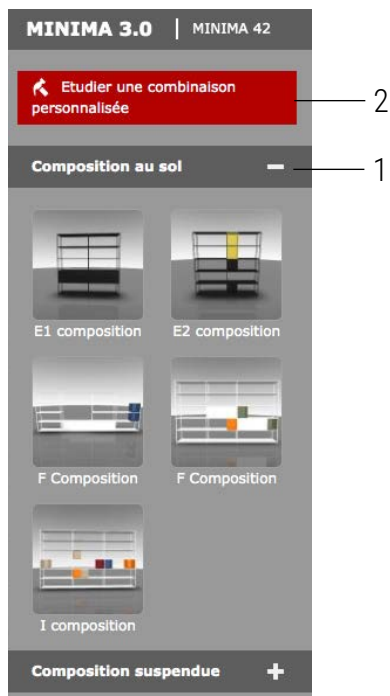 MINIMA 3.0 | MINIMA 42
Etudier une combinaison
personnalisée
2
Composition au sol
1
E1 composition
E2 composition
F Composition
F Composition
I composition
Composition suspendue